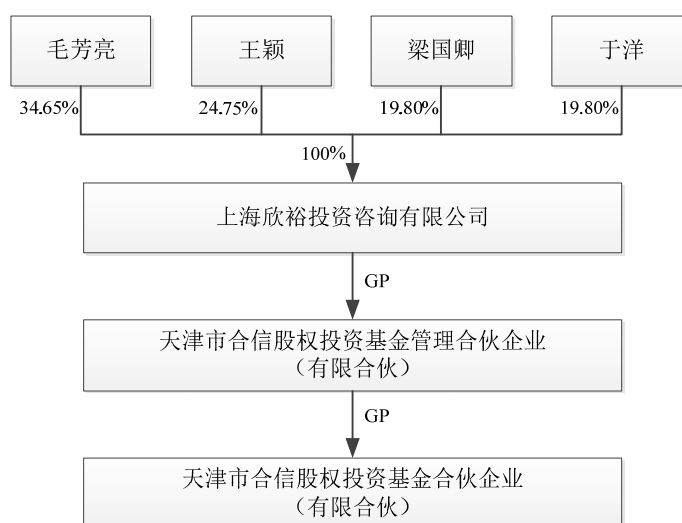 毛芳亮
王颖
梁国卿
于洋
34.65%
24.75%
19.80%
19.80%
100%
上海欣裕投资咨询有限公司
GP
天津市合信股权投资基金管理合伙企业
（有限合伙）
GP
天津市合信股权投资基金合伙企业
（有限合伙）